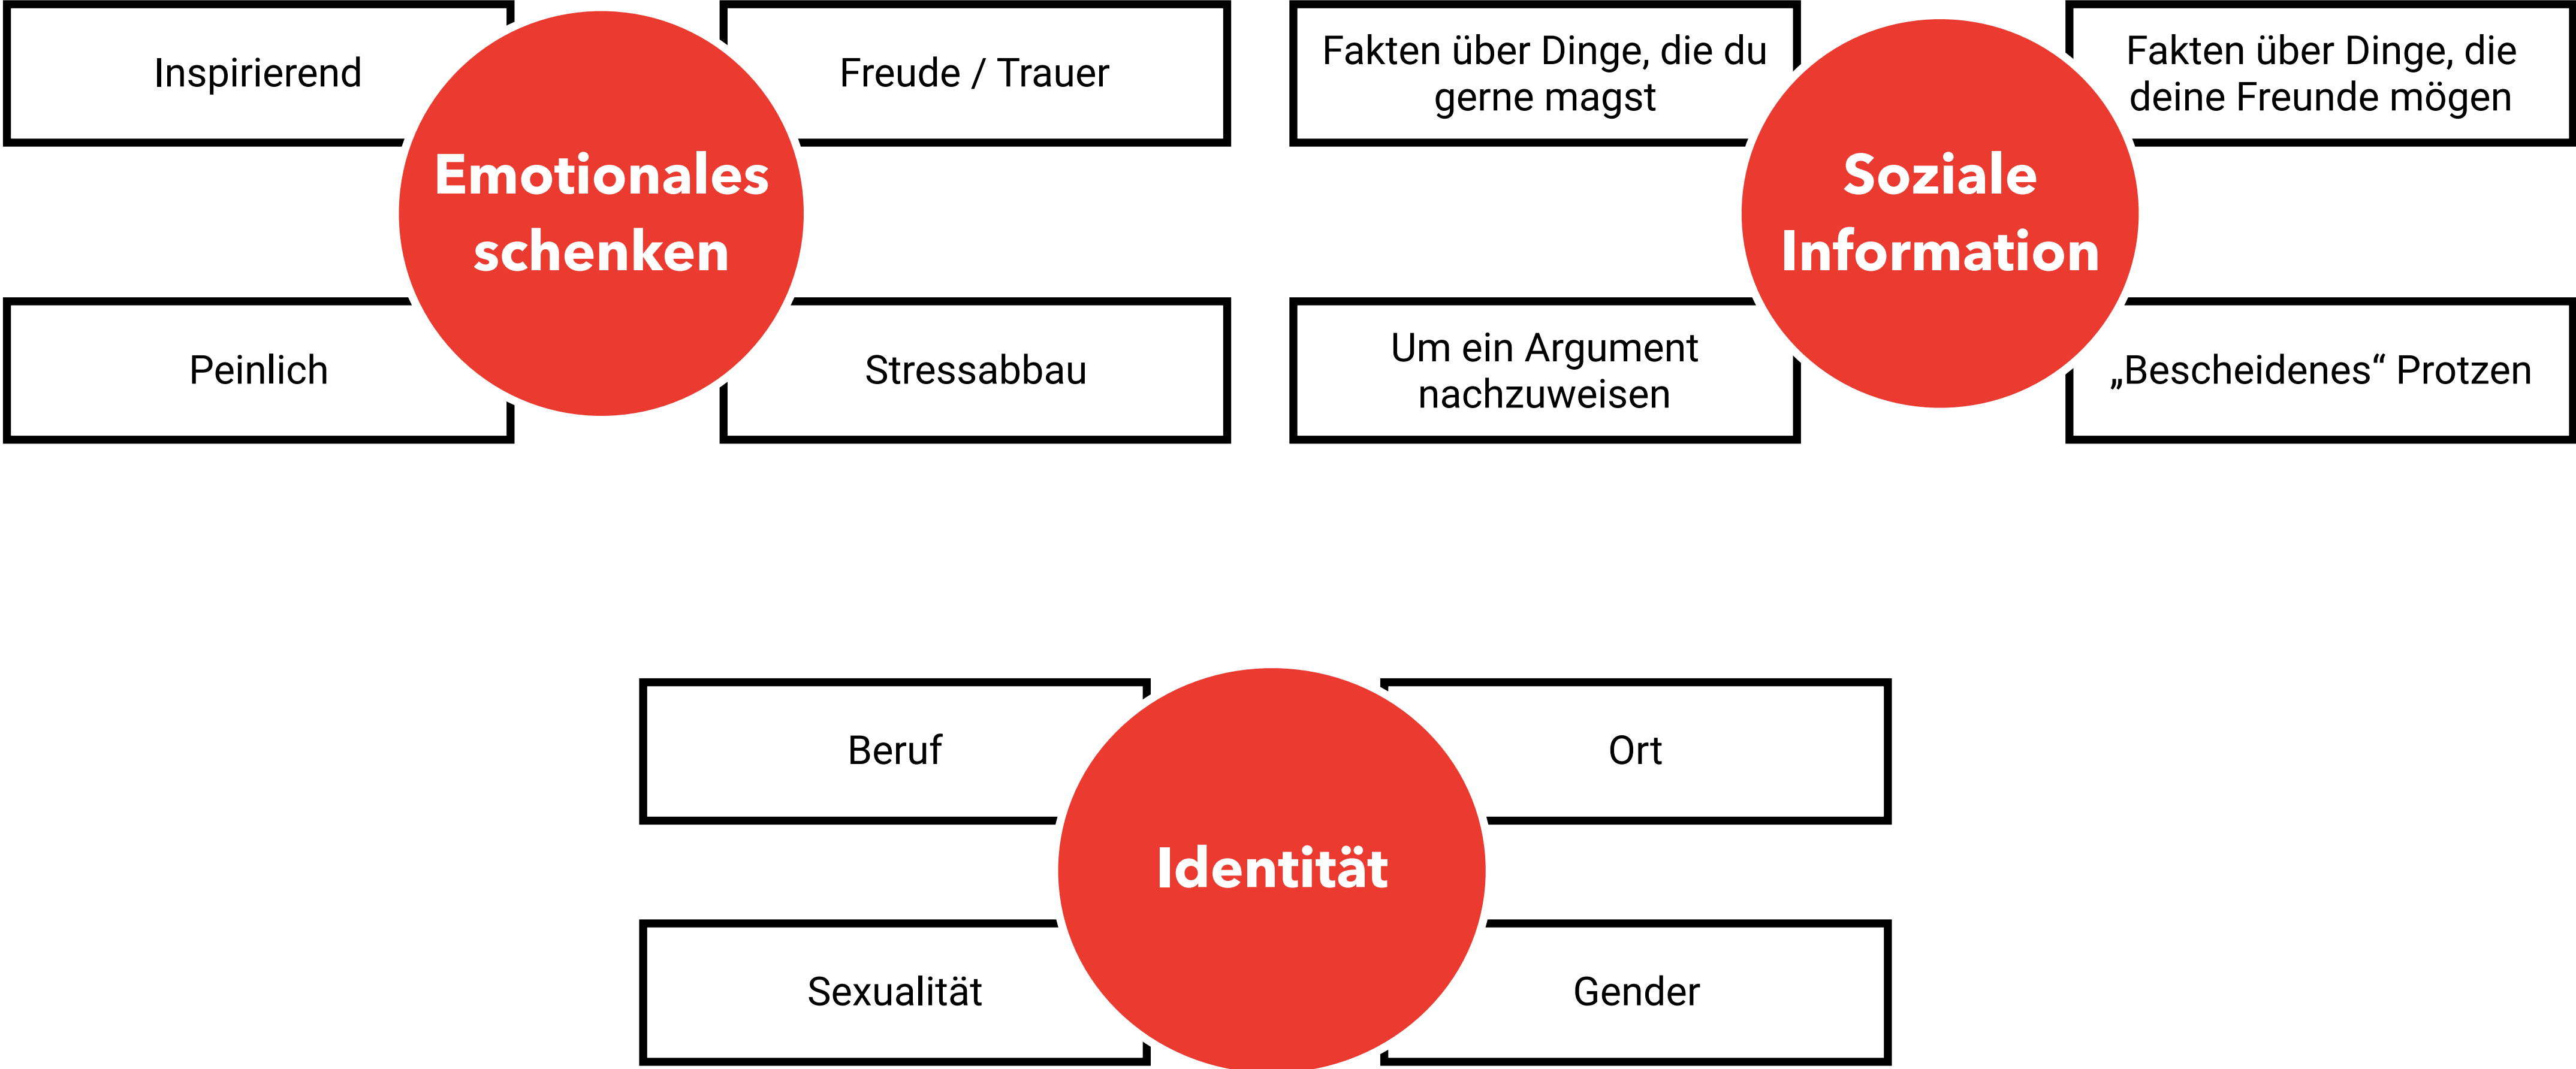 Inspirierend
Freude / Trauer
Emotionales
schenken
Peinlich
Stressabbau
Fakten über Dinge, die du
gerne magst
Fakten über Dinge, die
deine Freunde mögen
Soziale
Information
Um ein Argument
nachzuweisen
„Bescheidenes“ Protzen
Beruf
Ort
Identität
Sexualität
Gender